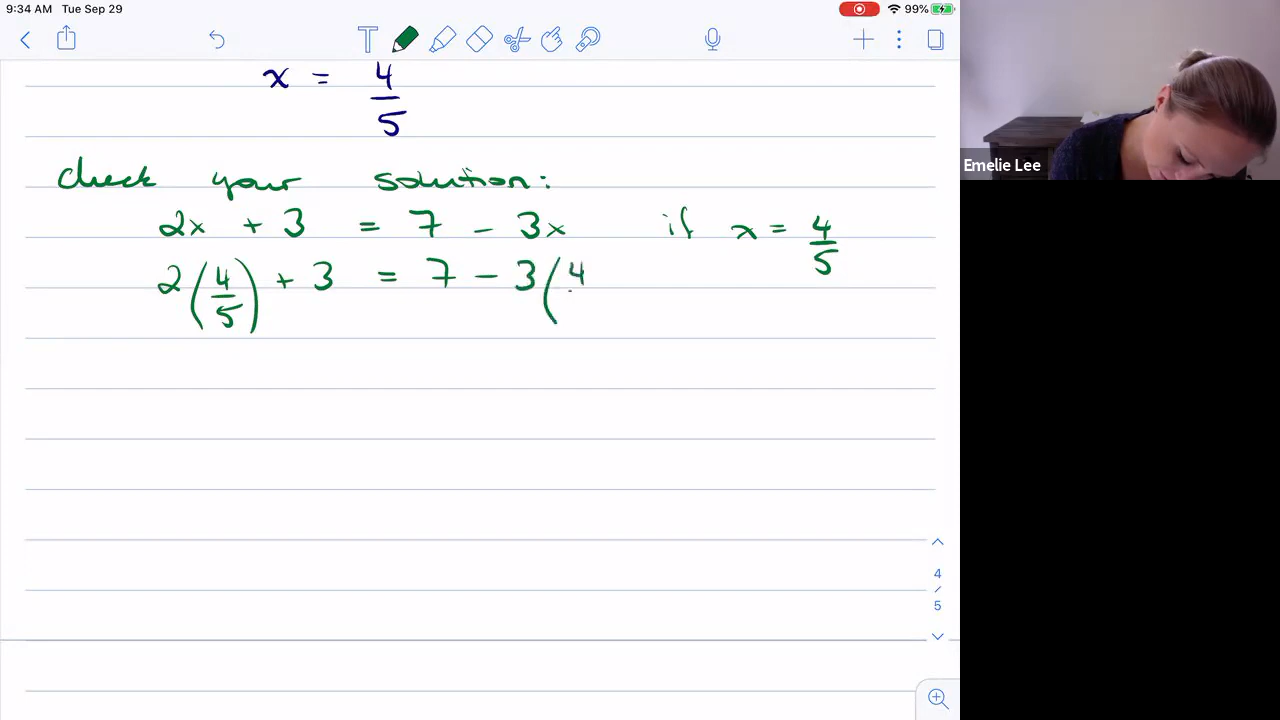 9:34 AM Tue Sep 29
99%
T
x = 4/5
Emelie Lee
check your solution:
2x + 3 = 7 - 3x if x = 4/5
2(4/5) + 3 = 7 - 3(4
4
/
5